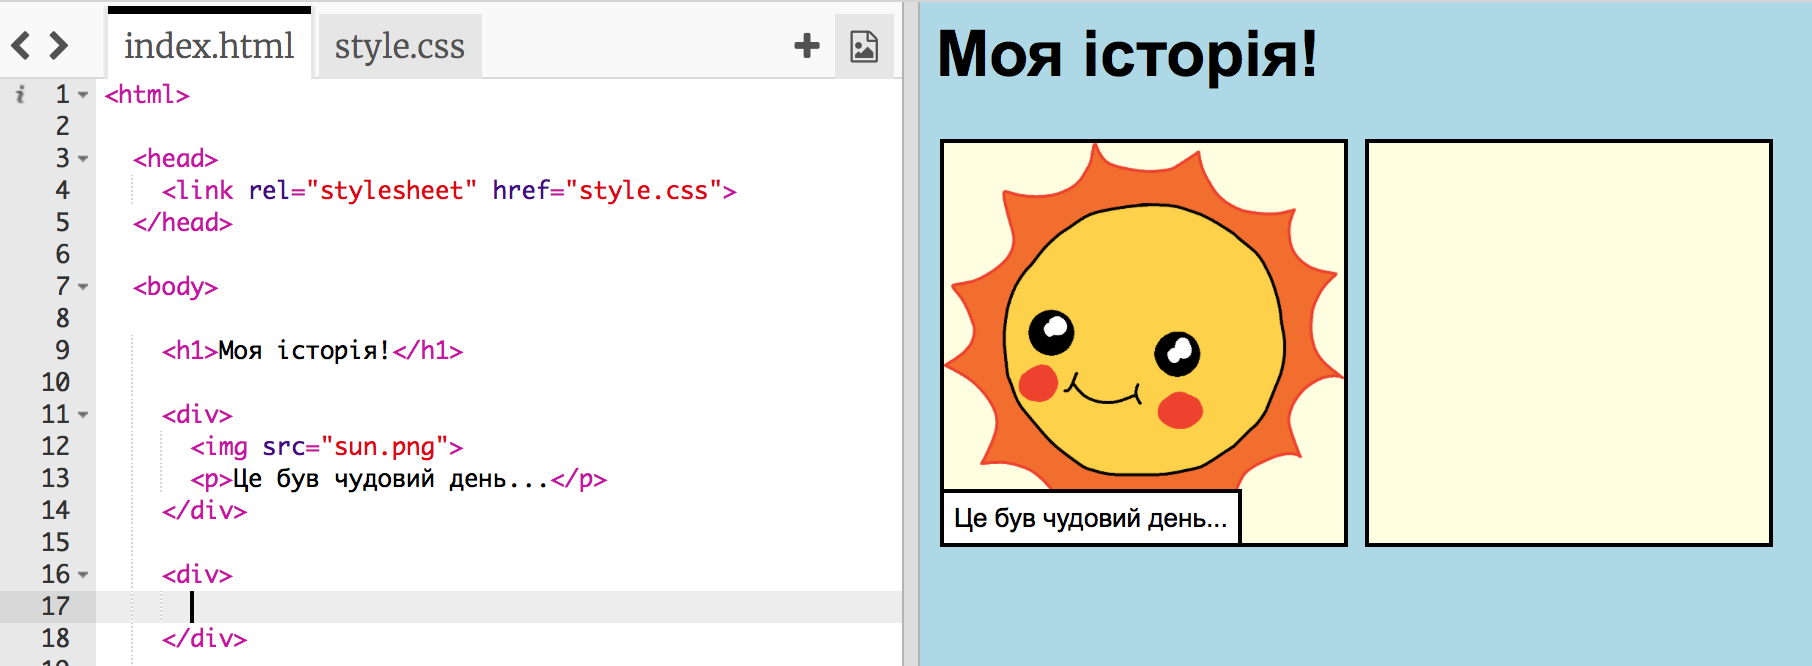 index.html style.css
1 <html>
2
3 <head>
4 <link rel="stylesheet" href="style.css">
5 </head>
6
7 <body>
8
9 <h1>Моя історія!</h1>
10
11 <div>
12 <img src="sun.png">
13 <p>Це був чудовий день...</p>
14 </div>
15
16 <div>
17
18 </div>
Моя історія!
Це був чудовий день...